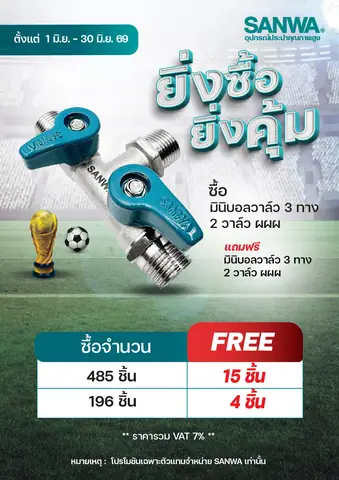 ตั้งแต่ 1 มิ.ย. - 30 มิ.ย. 69
SANWA®
อุปกรณ์ประปาคุณภาพสูง
ยิ่งซื้อ
ยิ่งคุ้ม
SANWA
SANWA
SANWA
ซื้อ
มินิบอลวาล์ว 3 ทาง
2 วาล์ว ผผผ
แถมฟรี
มินิบอลวาล์ว 3 ทาง
2 วาล์ว ผผผ
ซื้อจำนวน FREE
485 ชิ้น 15 ชิ้น
196 ชิ้น 4 ชิ้น
** ราคารวม VAT 7% **
หมายเหตุ : โปรโมชันเฉพาะตัวแทนจำหน่าย SANWA เท่านั้น